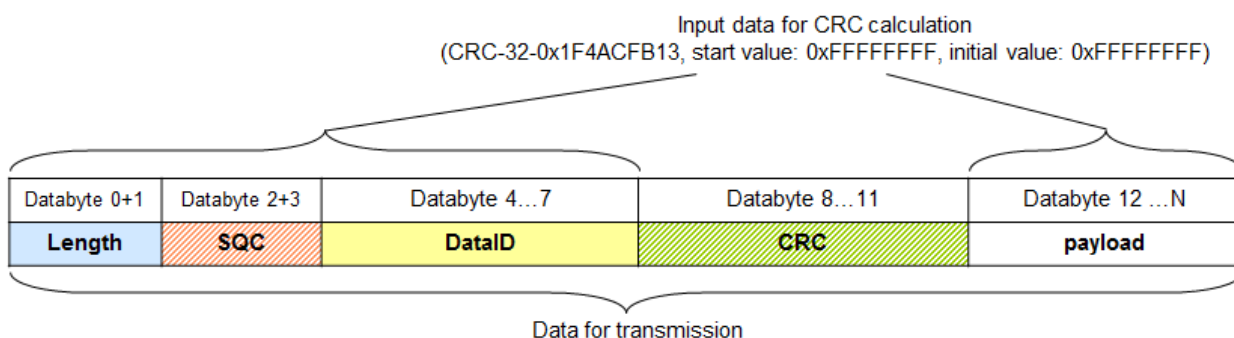 Input data for CRC calculation
(CRC-32-0x1F4ACFB13, start value: 0xFFFFFFFF, initial value: 0xFFFFFFFF)
Databyte 0+1 Databyte 2+3 Databyte 4…7 Databyte 8…11 Databyte 12 …N
Length SQC DataID CRC payload
Data for transmission